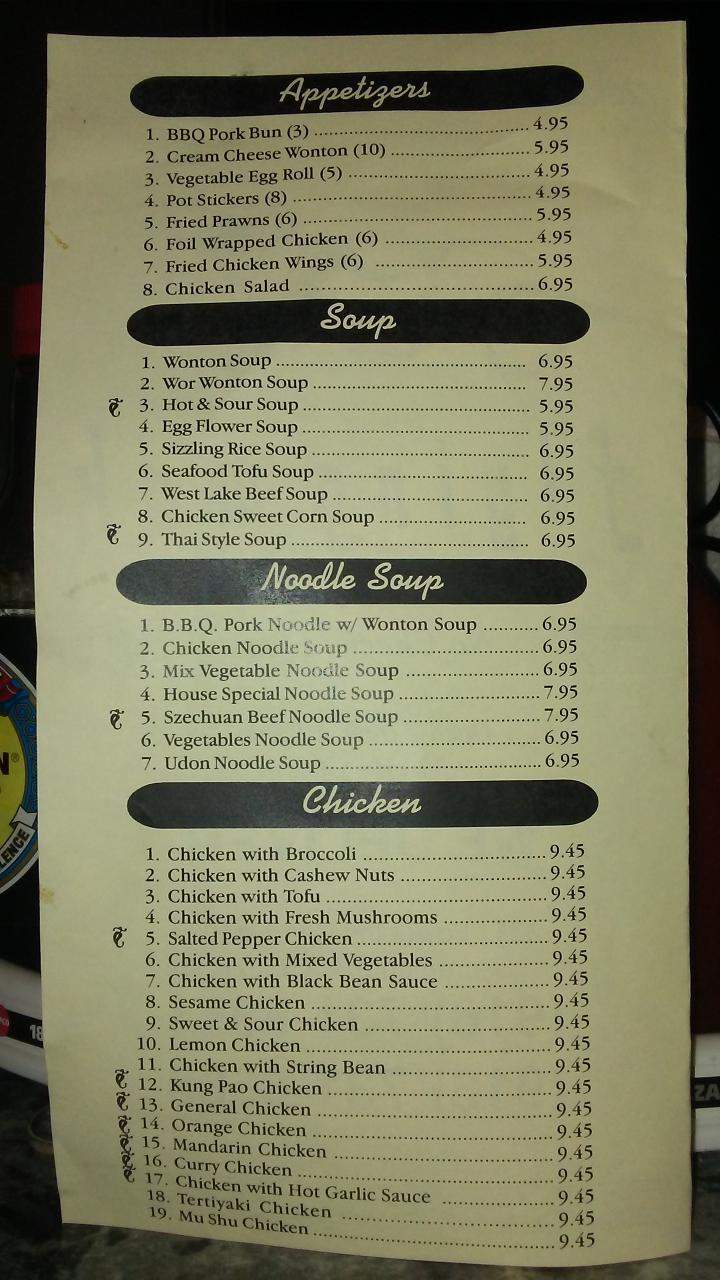 Appetizers
1. BBQ Pork Bun (3) 4.95
2. Cream Cheese Wonton (10) 5.95
3. Vegetable Egg Roll (5) 4.95
4. Pot Stickers (8) 4.95
5. Fried Prawns (6) 5.95
6. Foil Wrapped Chicken (6) 4.95
7. Fried Chicken Wings (6) 5.95
8. Chicken Salad 6.95
Soup
1. Wonton Soup 6.95
2. Wor Wonton Soup 7.95
3. Hot & Sour Soup 5.95
4. Egg Flower Soup 5.95
5. Sizzling Rice Soup 6.95
6. Seafood Tofu Soup 6.95
7. West Lake Beef Soup 6.95
8. Chicken Sweet Corn Soup 6.95
9. Thai Style Soup 6.95
Noodle Soup
1. B.B.Q. Pork Noodle w/ Wonton Soup 6.95
2. Chicken Noodle Soup 6.95
3. Mix Vegetable Noodle Soup 6.95
4. House Special Noodle Soup 7.95
5. Szechuan Beef Noodle Soup 7.95
6. Vegetables Noodle Soup 6.95
7. Udon Noodle Soup 6.95
Chicken
1. Chicken with Broccoli 9.45
2. Chicken with Cashew Nuts 9.45
3. Chicken with Tofu 9.45
4. Chicken with Fresh Mushrooms 9.45
5. Salted Pepper Chicken 9.45
6. Chicken with Mixed Vegetables 9.45
7. Chicken with Black Bean Sauce 9.45
8. Sesame Chicken 9.45
9. Sweet & Sour Chicken 9.45
10. Lemon Chicken 9.45
11. Chicken with String Bean 9.45
12. Kung Pao Chicken 9.45
13. General Chicken 9.45
14. Orange Chicken 9.45
15. Mandarin Chicken 9.45
16. Curry Chicken 9.45
17. Chicken with Hot Garlic Sauce 9.45
18. Tertiyaki Chicken 9.45
19. Mu Shu Chicken 9.45